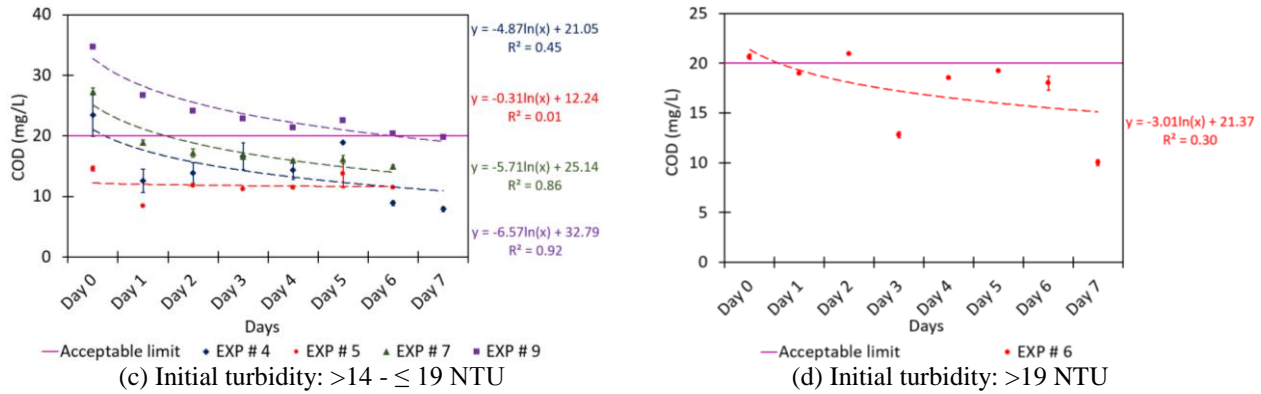 40
30
20
10
0
COD (mg/L)
Day 0
Day 1
Day 2
Day 3
Day 4
Day 5
Day 6
Day 7
Days
y = -4.87ln(x) + 21.05
R² = 0.45
y = -0.31ln(x) + 12.24
R² = 0.01
y = -5.71ln(x) + 25.14
R² = 0.86
y = -6.57ln(x) + 32.79
R² = 0.92
Acceptable limit EXP # 4 EXP # 5 EXP # 7 EXP # 9
(c) Initial turbidity: >14 - ≤ 19 NTU
25
20
15
10
5
0
COD (mg/L)
Day 0
Day 1
Day 2
Day 3
Day 4
Day 5
Day 6
Day 7
Days
y = -3.01ln(x) + 21.37
R² = 0.30
Acceptable limit EXP # 6
(d) Initial turbidity: >19 NTU